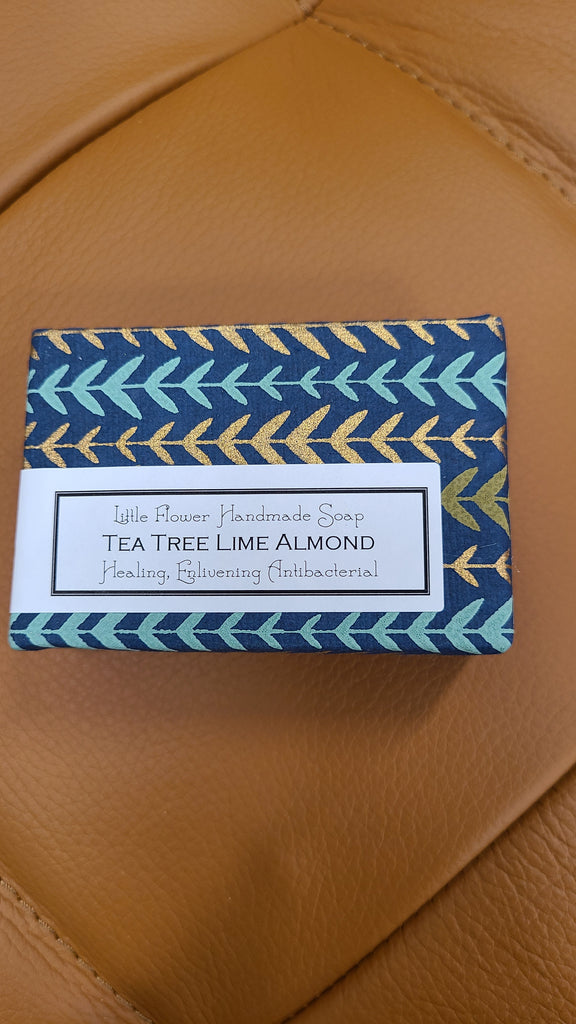 Little Flower Handmade Soap
Tea Tree Lime Almond
Healing, Enlivening Antibacterial